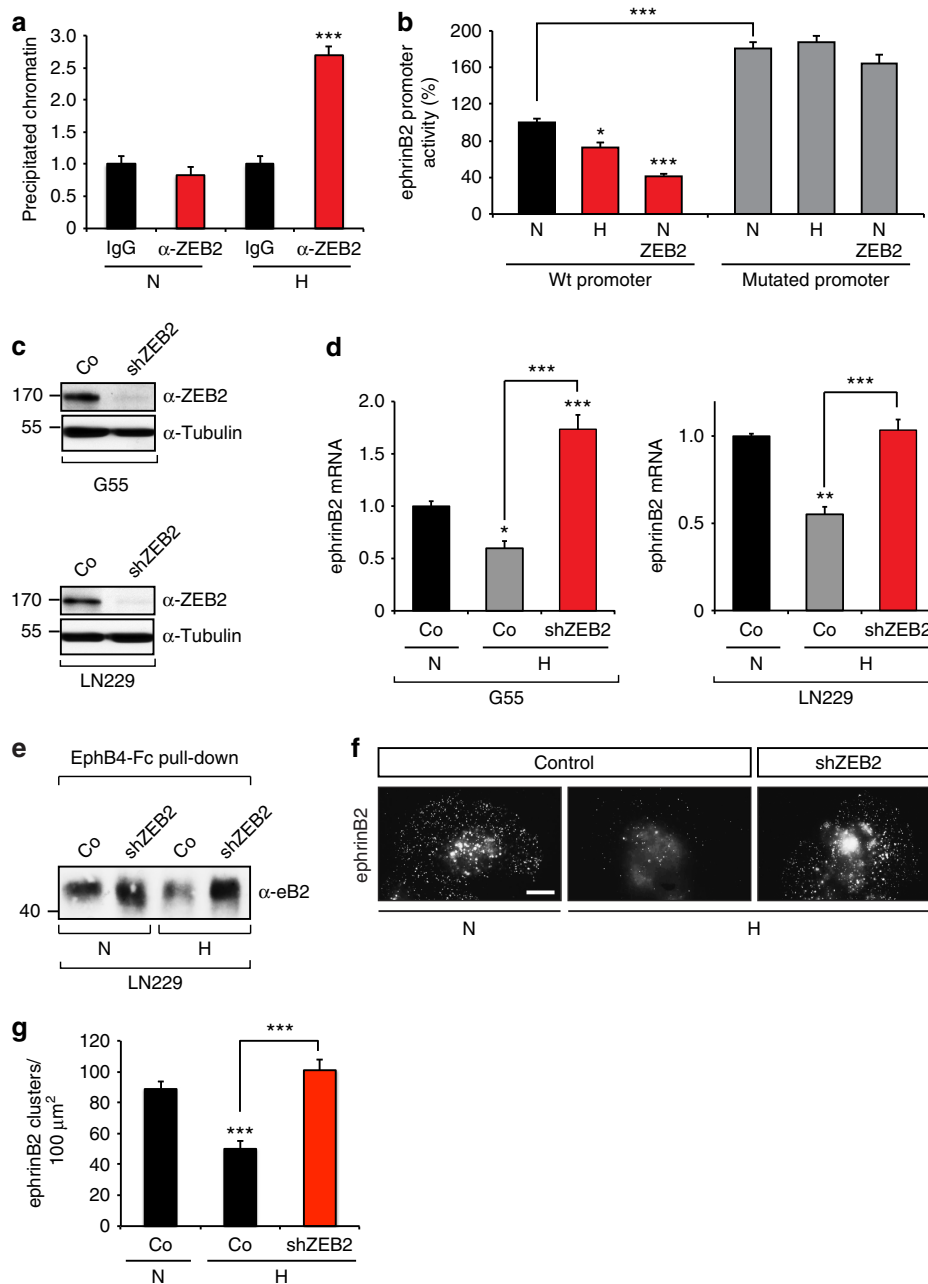 a
Precipitated chromatin
3.0
2.5
2.0
1.5
1.0
0.5
0
***
IgG α-ZEB2 IgG α-ZEB2
N H
b
ephrinB2 promoter
activity (%)
200
160
120
80
40
0
***
*
***
N H N N H N
ZEB2 ZEB2
Wt promoter Mutated promoter
c
Co shZEB2
170 α-ZEB2
55 α-Tubulin
G55
Co shZEB2
170 α-ZEB2
55 α-Tubulin
LN229
d
ephrinB2 mRNA
2.0
1.5
1.0
0.5
0
***
***
*
Co Co shZEB2
N H
G55
ephrinB2 mRNA
1.0
0.5
0
***
**
Co Co shZEB2
N H
LN229
e
EphB4-Fc pull-down
Co shZEB2 Co shZEB2
α-eB2
40
N H
LN229
f
Control shZEB2
ephrinB2
N H
g
ephrinB2 clusters/
100 µm²
120
100
80
60
40
20
0
***
***
Co Co shZEB2
N H